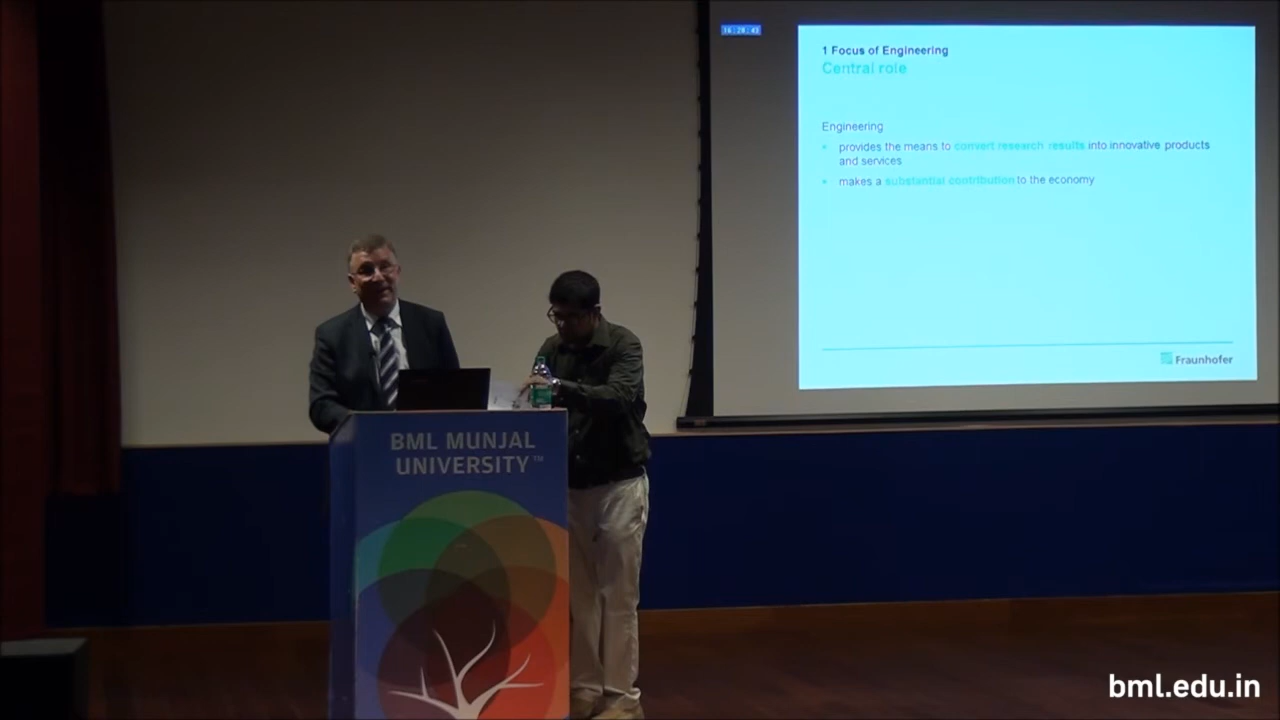 16:28:43
1 Focus of Engineering
Central role
Engineering
provides the means to convert research results into innovative products
and services
makes a substantial contribution to the economy
Fraunhofer
BML MUNJAL
UNIVERSITY™
bml.edu.in